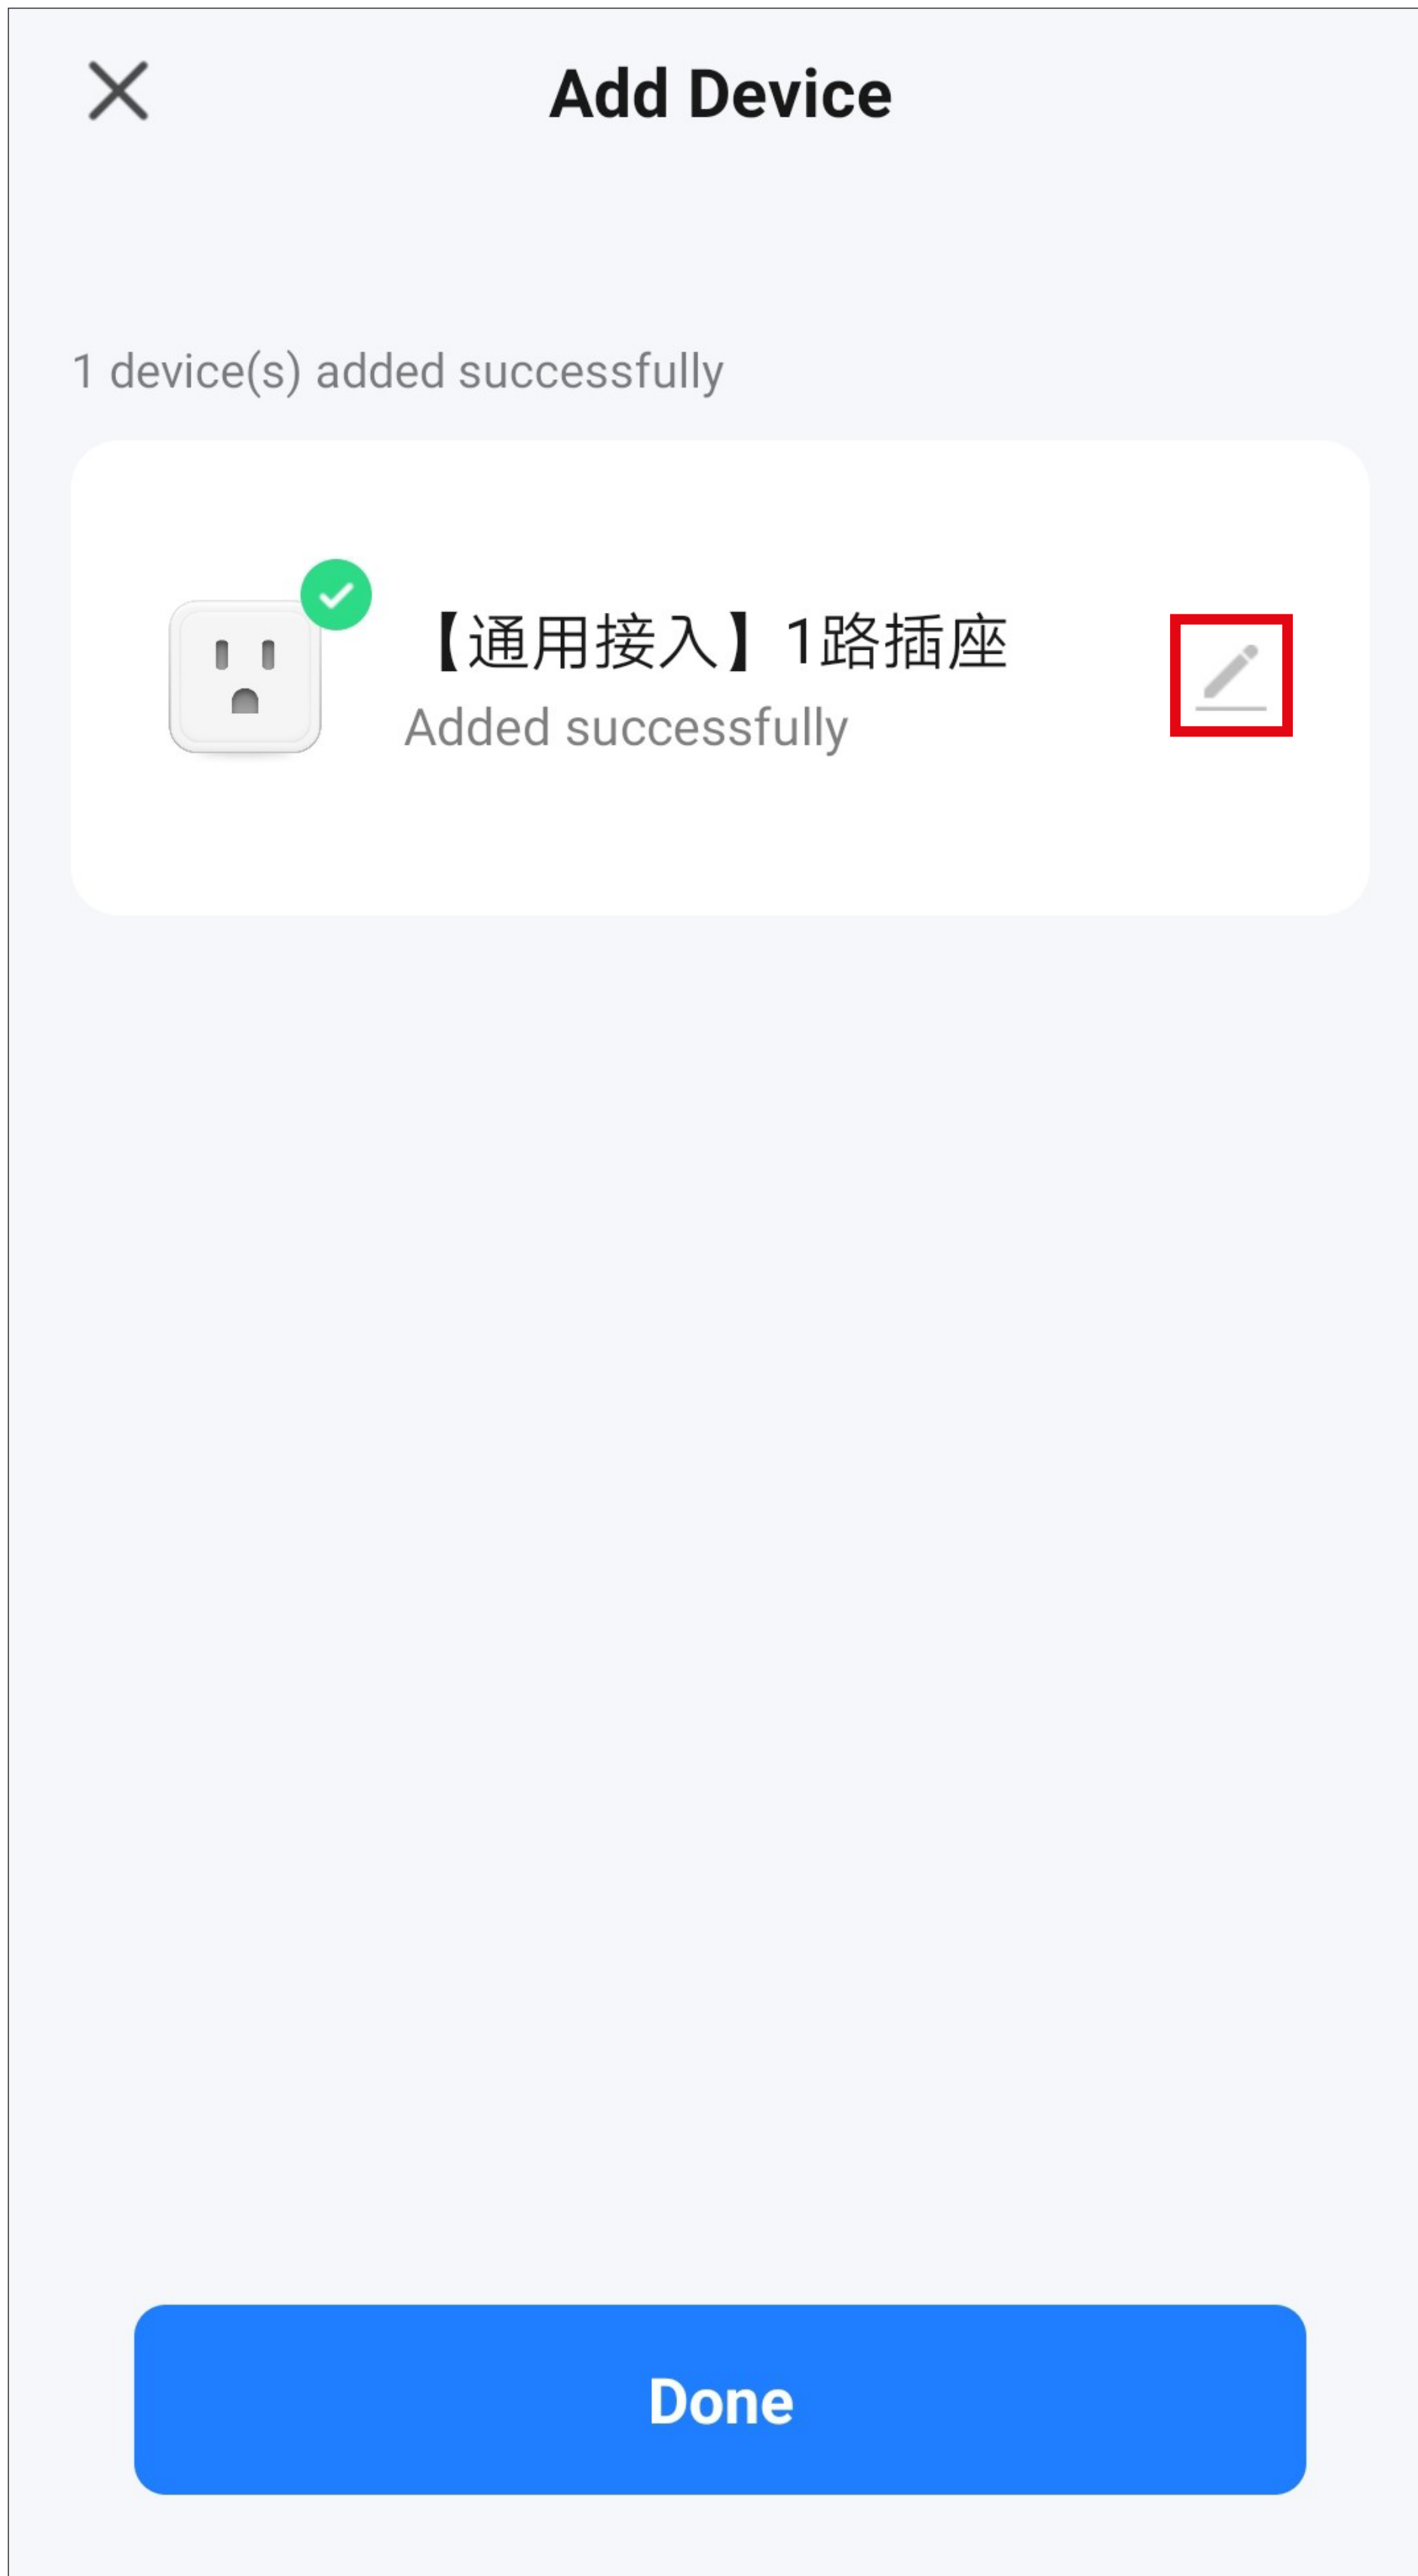 Add Device
1 device(s) added successfully
【通用接入】1路插座
Added successfully
Done